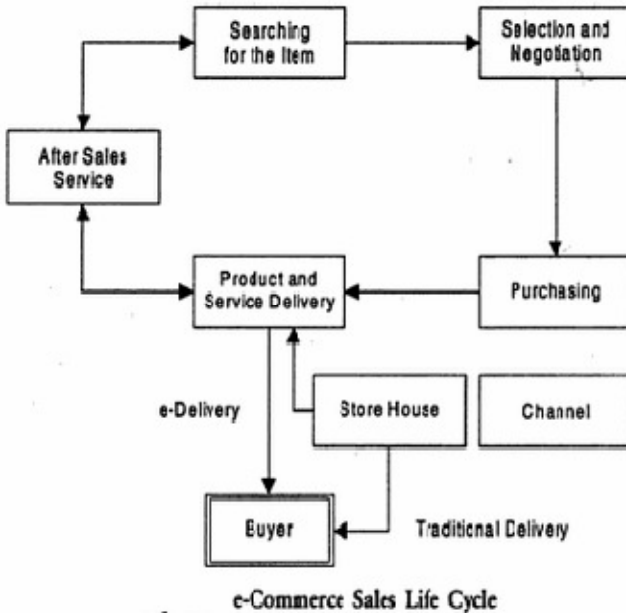 Searching
for the Item
Selection and
Negotiation
After Sales
Service
Product and
Service Delivery
Purchasing
e-Delivery
Store House
Channel
Buyer
Traditional Delivery
e-Commerce Sales Life Cycle